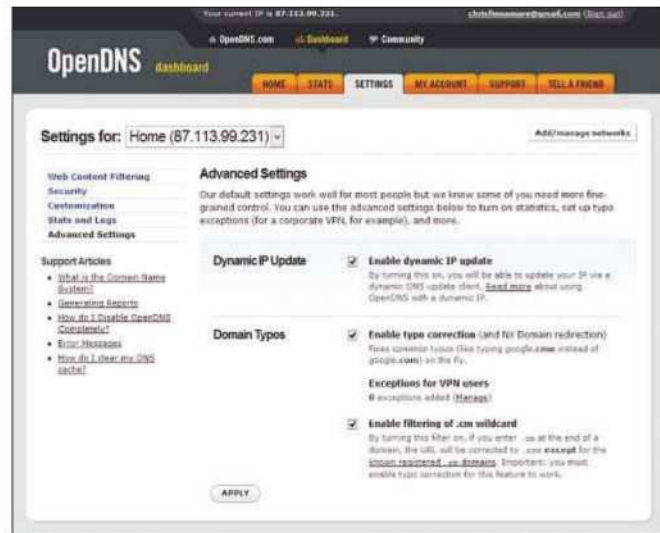 Your current IP is 87.113.99.231.
(Sign out)
OpenDNS.com
Dashboard
Community
OpenDNS dashboard
HOME
STATS
SETTINGS
MY ACCOUNT
SUPPORT
TELL A FRIEND
Settings for: Home (87.113.99.231)
Add/manage networks
Web Content Filtering
Security
Customization
Stats and Logs
Advanced Settings
Support Articles
What is the Domain Name
System?
Generating Reports
How do I Disable OpenDNS
Completely?
Error Messages
How do I clear my DNS
cache?
Advanced Settings
Our default settings work well for most people but we know some of you need more fine-
grained control. You can use the advanced settings below to turn on statistics, set up typo
exceptions (for a corporate VPN, for example), and more.
Dynamic IP Update
Enable dynamic IP update
By turning this on, you will be able to update your IP via a
dynamic DNS update client. Read more about using
OpenDNS with a dynamic IP.
Domain Typos
Enable typo correction (and NX Domain redirection)
Fixes common typos (like typing google.cmo instead of
google.com) on the fly.
Exceptions for VPN users
0 exceptions added (Manage)
Enable filtering of .cm wildcard
By turning this filter on, if you enter .cm at the end of a
domain, the URL will be corrected to .com except for the
known registered .cm domains. Important: you must
enable typo correction for this feature to work.
APPLY